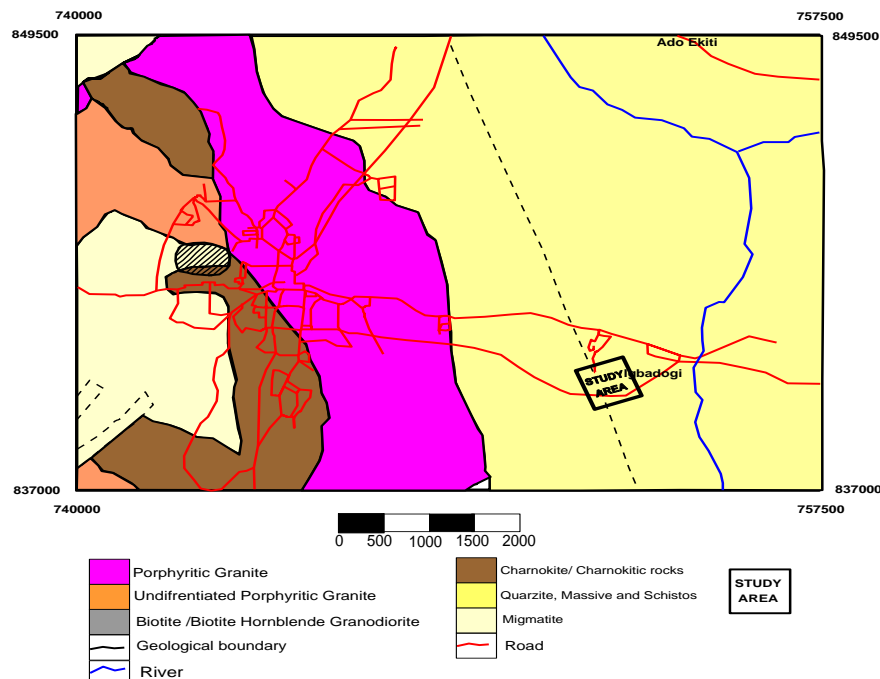 740000
757500
849500
849500
Ado Ekiti
Igbadogi
STUDY
AREA
837000
837000
740000
757500
0 500 1000 1500 2000
Porphyritic Granite
Undifrentiated Porphyritic Granite
Biotite /Biotite Hornblende Granodiorite
Geological boundary
River
Charnokite/ Charnokitic rocks
Quarzite, Massive and Schistos
Migmatite
Road
STUDY
AREA